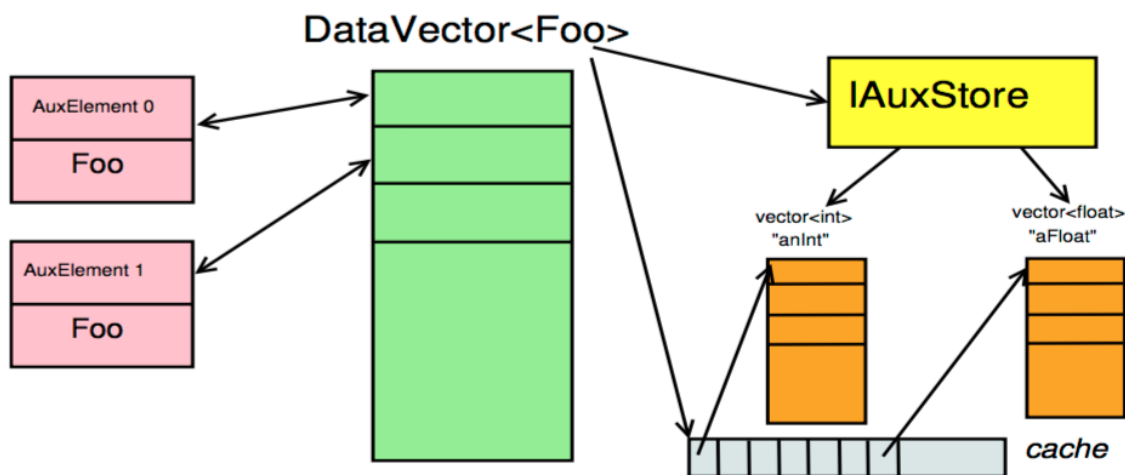 DataVector<Foo>
AuxElement 0
Foo
IAuxStore
AuxElement 1
Foo
vector<int>
"anInt"
vector<float>
"aFloat"
cache